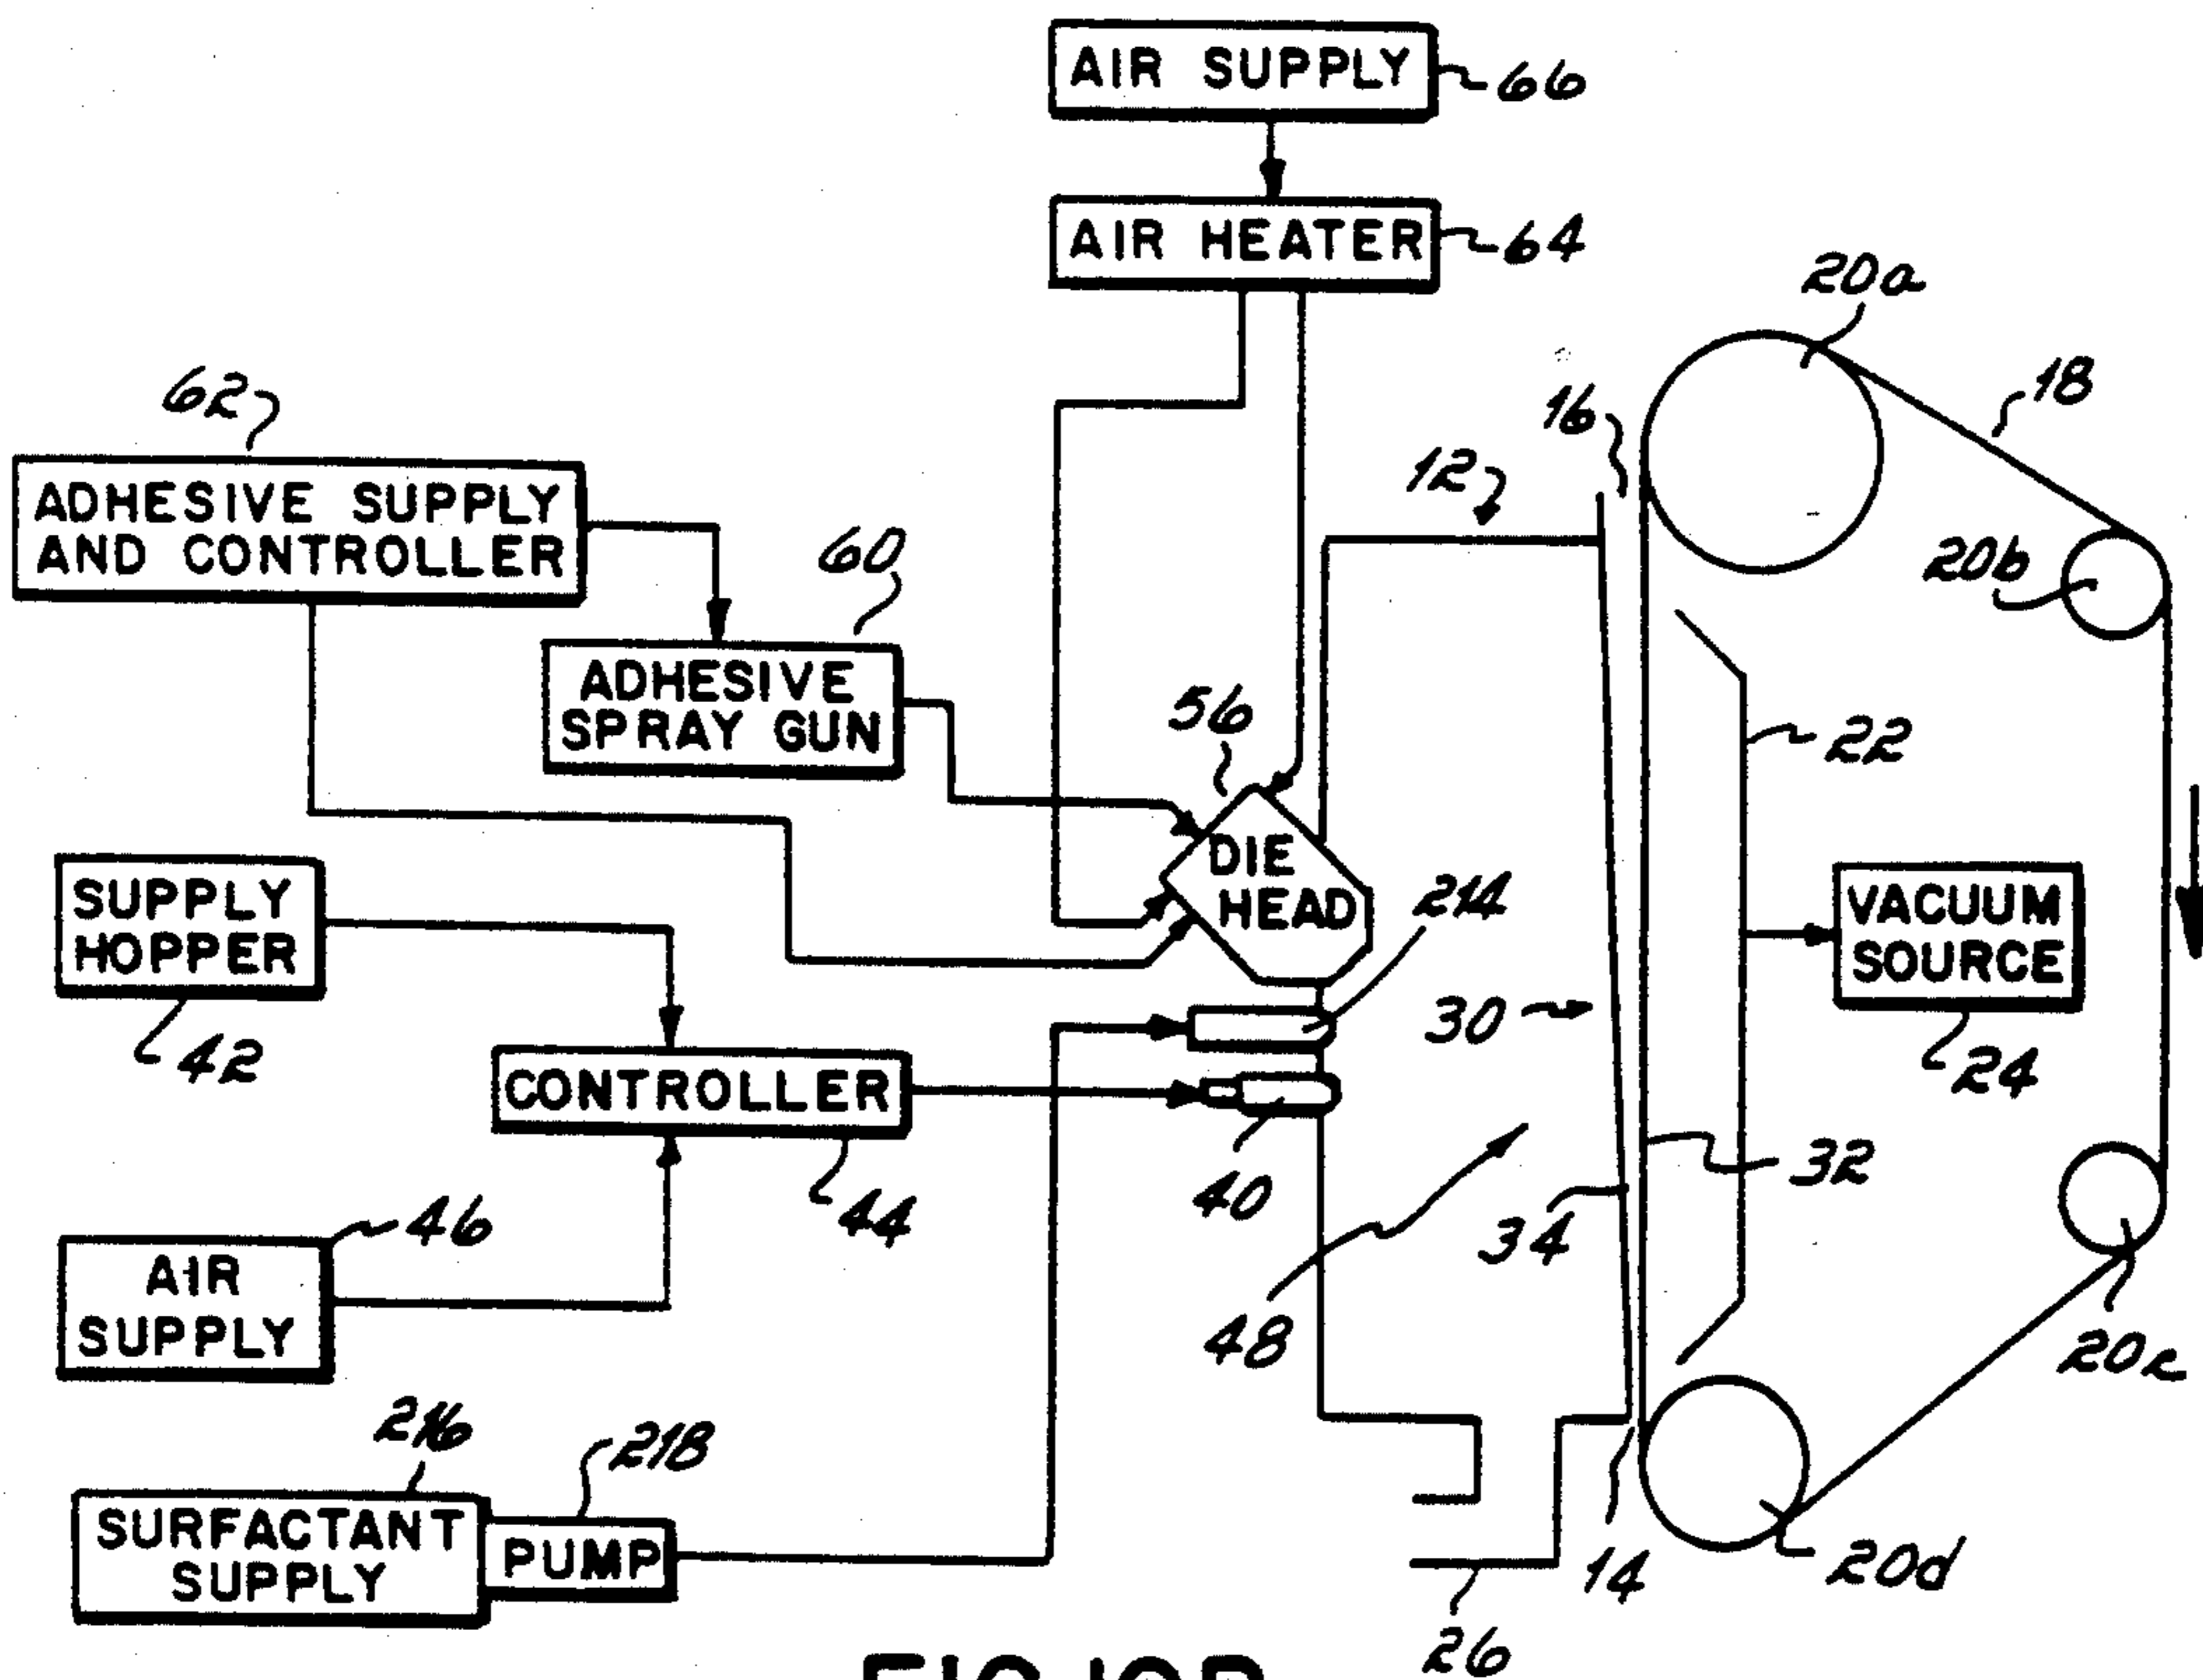 AIR SUPPLY
66
AIR HEATER
64
20a
18
16
12
20b
62
ADHESIVE SUPPLY
AND CONTROLLER
60
ADHESIVE
SPRAY GUN
56
22
DIE
HEAD
214
SUPPLY
HOPPER
42
VACUUM
SOURCE
24
30
CONTROLLER
44
40
32
34
46
AIR
SUPPLY
48
20c
216
218
SURFACTANT
SUPPLY
PUMP
14
20d
26